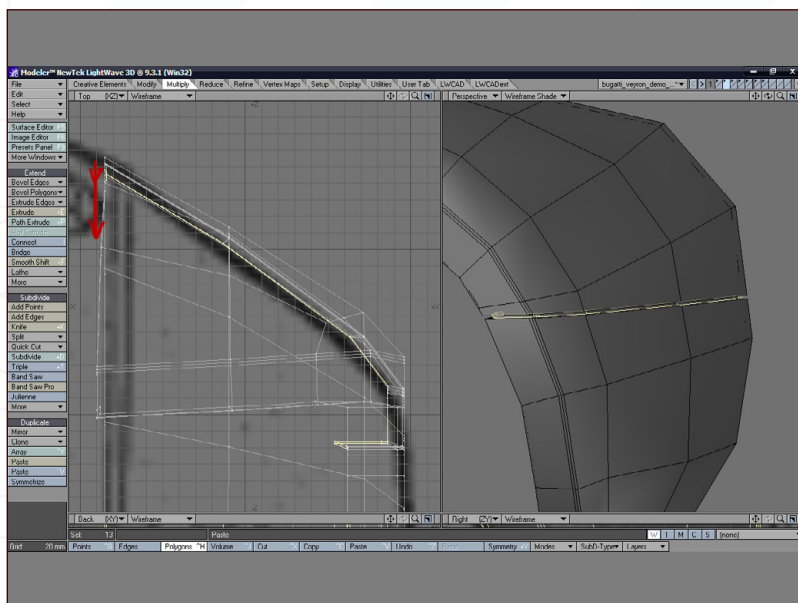 Modeler™ NewTek LightWave 3D ® 9.3.1 (Win32)
File Creative Elements Modify Multiply Reduce Refine Vertex Maps Setup Display Utilities User Tab LWCAD LWCADext bugatti_veyron_demo_...* 1
Edit Top (XZ) Wireframe Perspective Wireframe Shade
Select
Help
Surface Editor
Image Editor
Presets Panel
More Windows
Extend
Bevel Edges
Bevel Polygons
Extrude Edges
Extrude
Path Extrude
Connect
Bridge
Smooth Shift
Lathe
More
Subdivide
Add Points
Add Edges
Knife
Split
Quick Cut
Subdivide
Triple
Band Saw
Band Saw Pro
Julienne
More
Duplicate
Mirror
Clone
Array
Paste
Paste
Symmetrize
Back (XY) Wireframe Right (ZY) Wireframe
Sel: 13 Paste W T M C S (none)
Grid: 20 mm Points Edges Polygons ^H Volume Cut Copy Paste Undo Symmetry Modes SubD-Type Layers